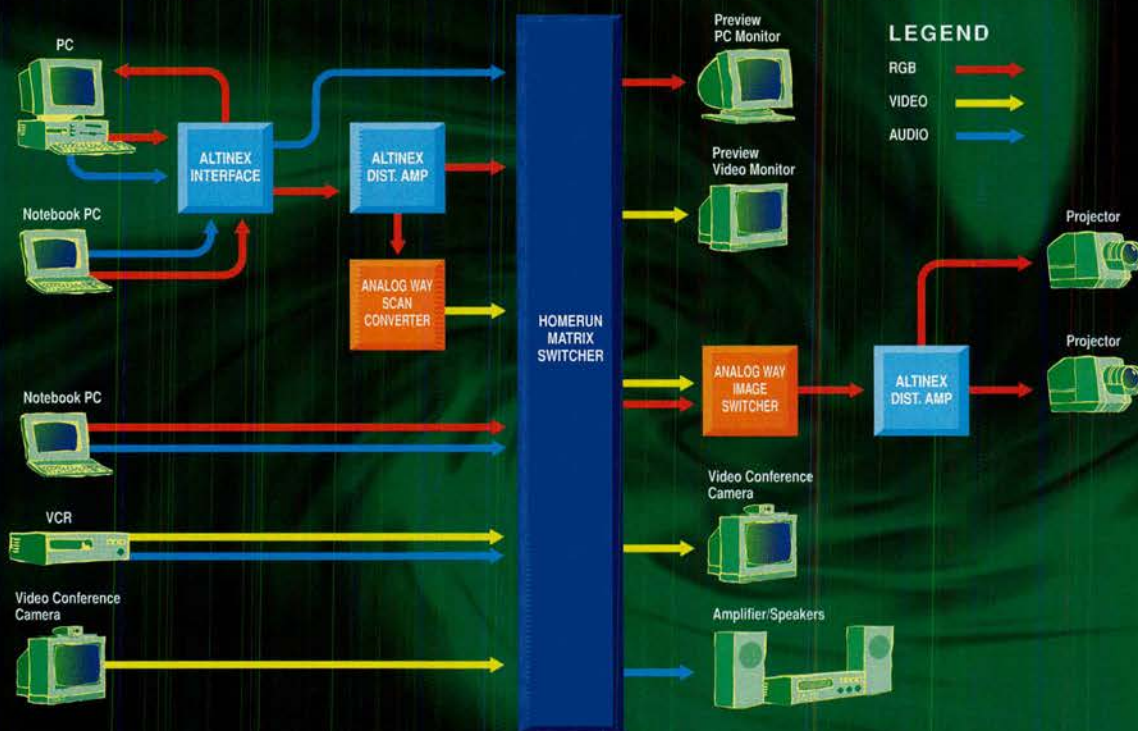 PC
ALTINEX
INTERFACE
ALTINEX
DIST. AMP
Notebook PC
ANALOG WAY
SCAN
CONVERTER
Notebook PC
VCR
Video Conference
Camera
HOMERUN
MATRIX
SWITCHER
Preview
PC Monitor
Preview
Video Monitor
ANALOG WAY
IMAGE
SWITCHER
ALTINEX
DIST. AMP
Projector
Projector
Video Conference
Camera
Amplifier/Speakers
LEGEND
RGB
VIDEO
AUDIO